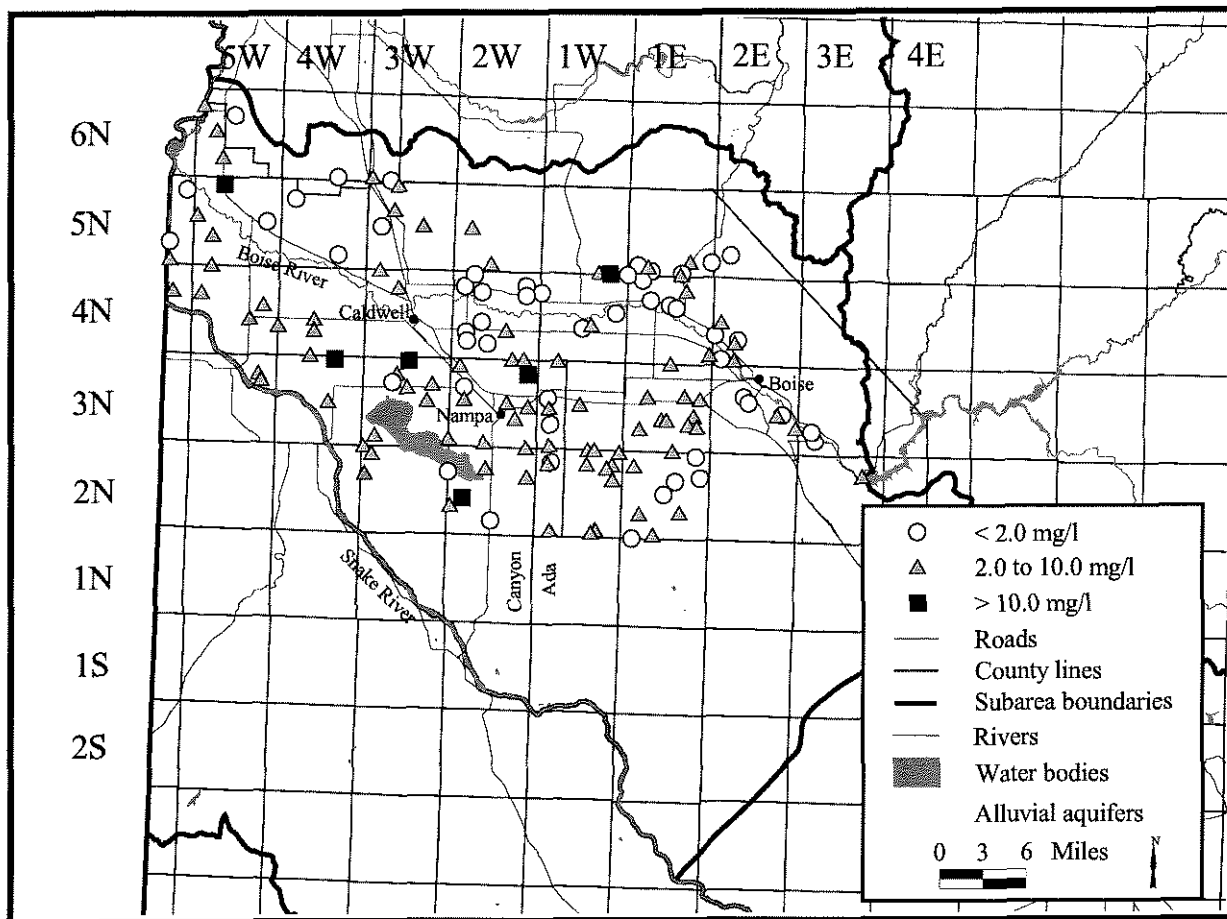 5W 4W 3W 2W 1W 1E 2E 3E 4E
6N
5N
Boise River
4N
Caldwell
Boise
3N
Nampa
2N
Canyon
Ada
1N
Snake River
1S
2S
< 2.0 mg/l
2.0 to 10.0 mg/l
> 10.0 mg/l
Roads
County lines
Subarea boundaries
Rivers
Water bodies
Alluvial aquifers
0 3 6 Miles
N